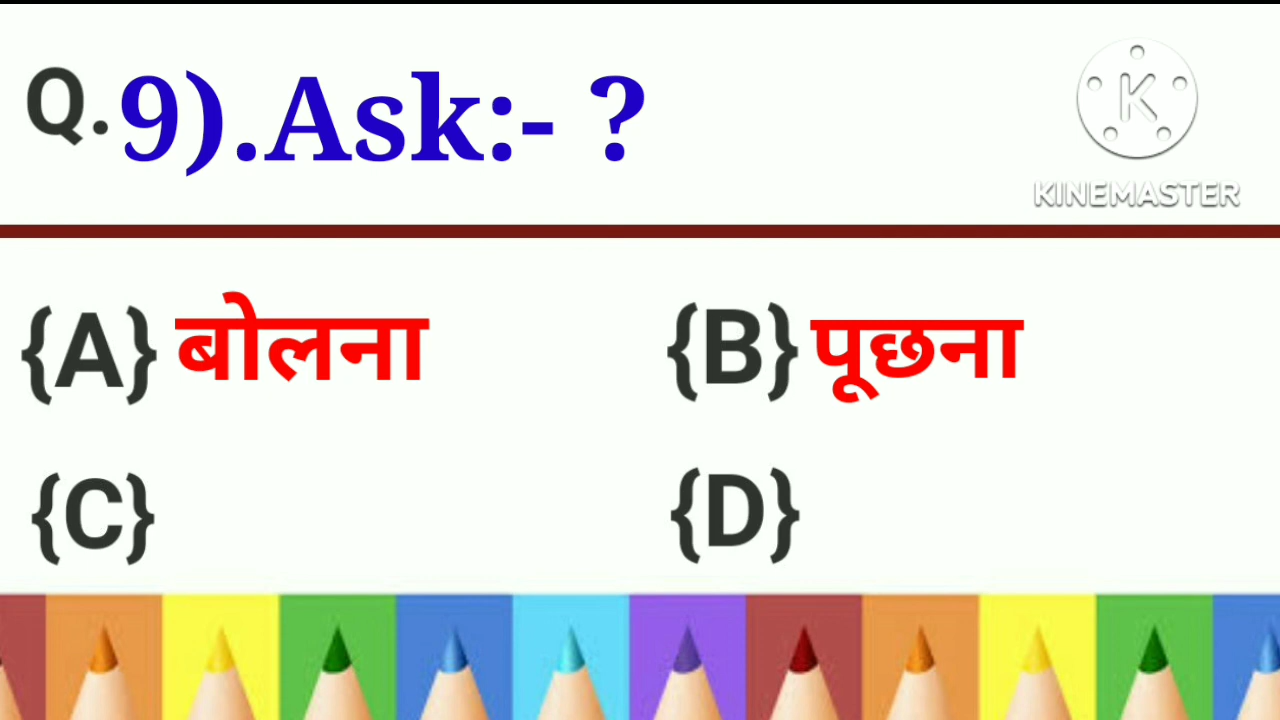 Q.9).Ask:- ?
KINEMASTER
{A} बोलना {B} पूछना
{C} {D}